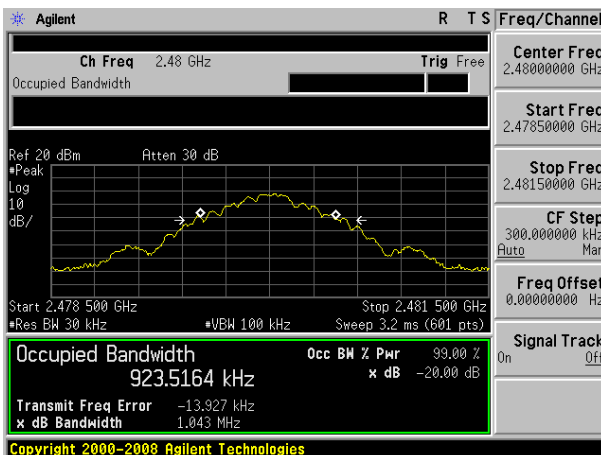 Agilent R T S Freq/Channel
Ch Freq 2.48 GHz Trig Free
Occupied Bandwidth
Center Freq
2.48000000 GHz
Start Freq
2.47850000 GHz
Stop Freq
2.48150000 GHz
CF Step
300.000000 kHz
Auto Man
Freq Offset
0.00000000 Hz
Signal Track
On Off
Ref 20 dBm Atten 30 dB
#Peak
Log
10
dB/
Start 2.478 500 GHz Stop 2.481 500 GHz
#Res BW 30 kHz #VBW 100 kHz Sweep 3.2 ms (601 pts)
Occupied Bandwidth Occ BW % Pwr 99.00 %
923.5164 kHz x dB -20.00 dB
Transmit Freq Error -13.927 kHz
x dB Bandwidth 1.043 MHz
Copyright 2000-2008 Agilent Technologies